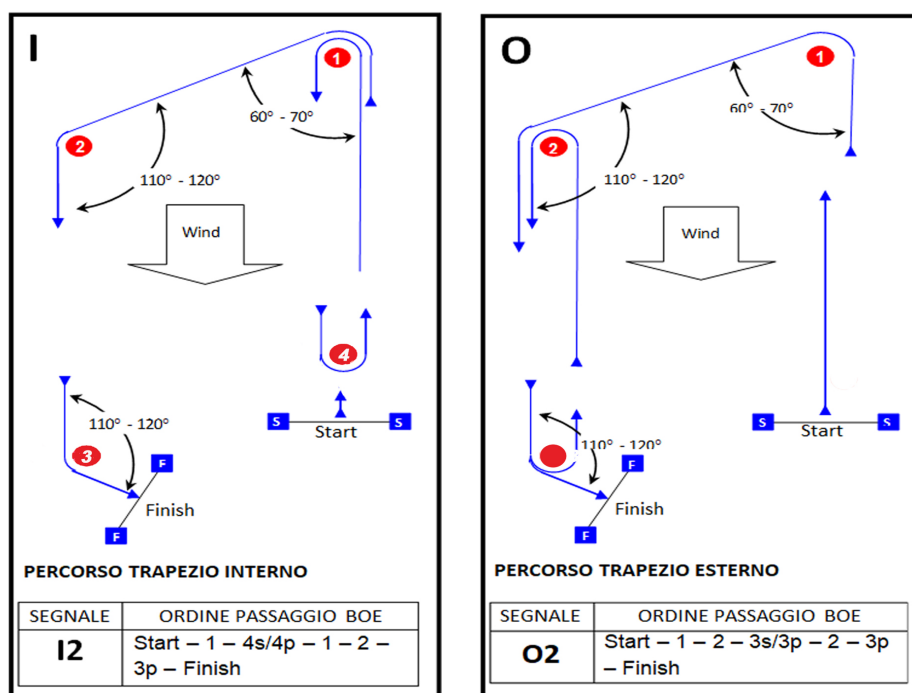 I
1
60° - 70°
2
110° - 120°
Wind
4
S
S
Start
110° - 120°
3
F
Finish
F
PERCORSO TRAPEZIO INTERNO
SEGNALE
ORDINE PASSAGGIO BOE
I2
Start – 1 – 4s/4p – 1 – 2 –
3p – Finish
O
1
60° - 70°
2
110° - 120°
Wind
S
S
Start
110° - 120°
F
Finish
F
PERCORSO TRAPEZIO ESTERNO
SEGNALE
ORDINE PASSAGGIO BOE
O2
Start – 1 – 2 – 3s/3p – 2 – 3p
– Finish